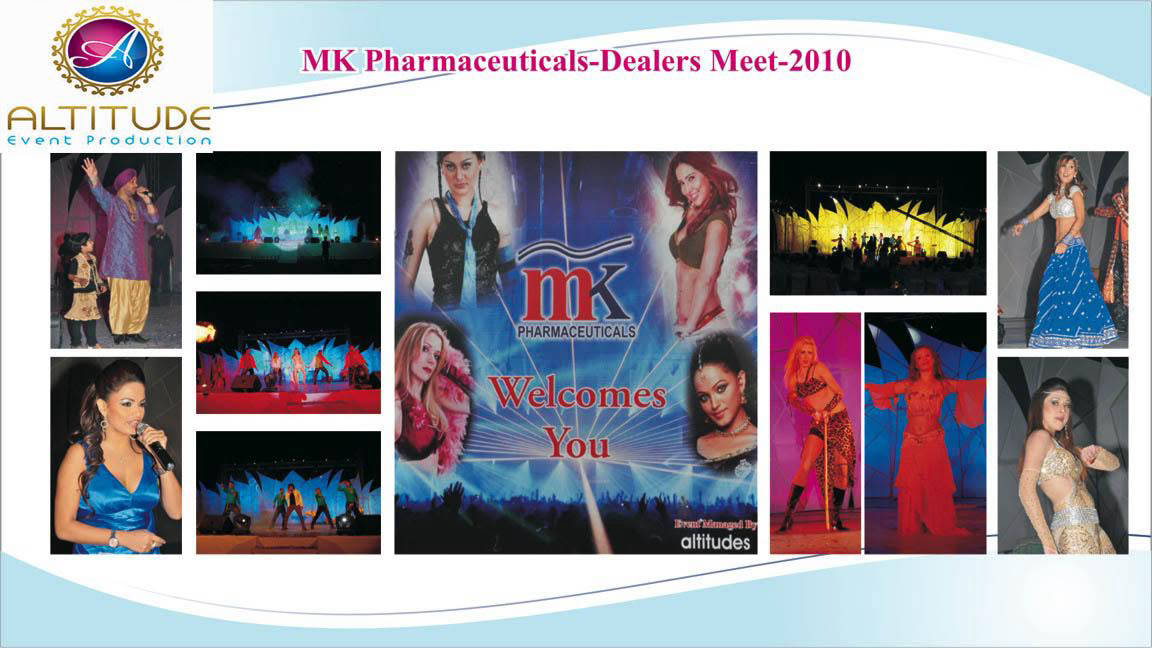 A
ALTITUDE
Event Production
MK Pharmaceuticals-Dealers Meet-2010
mK
PHARMACEUTICALS
Welcomes
You
Event Managed By
altitudes